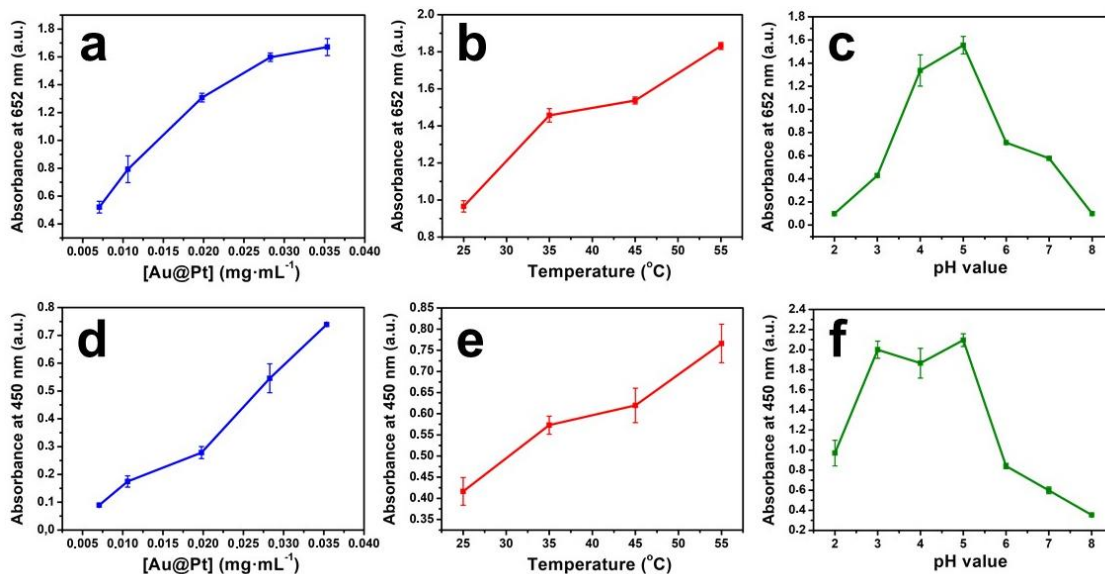 a
Absorbance at 652 nm (a.u.)
1.8
1.6
1.4
1.2
1.0
0.8
0.6
0.4
0.005 0.010 0.015 0.020 0.025 0.030 0.035 0.040
[Au@Pt] (mg·mL⁻¹)
b
Absorbance at 652 nm (a.u.)
2.0
1.8
1.6
1.4
1.2
1.0
0.8
25 30 35 40 45 50 55
Temperature (°C)
c
Absorbance at 652 nm (a.u.)
1.8
1.6
1.4
1.2
1.0
0.8
0.6
0.4
0.2
0.0
2 3 4 5 6 7 8
pH value
d
Absorbance at 450 nm (a.u.)
0.8
0.7
0.6
0.5
0.4
0.3
0.2
0.1
0,0
0.005 0.010 0.015 0.020 0.025 0.030 0.035 0.040
[Au@Pt] (mg·mL⁻¹)
e
Absorbance at 450 nm (a.u.)
0.85
0.80
0.75
0.70
0.65
0.60
0.55
0.50
0.45
0.40
0.35
25 30 35 40 45 50 55
Temperature (°C)
f
Absorbance at 450 nm (a.u.)
2.4
2.2
2.0
1.8
1.6
1.4
1.2
1.0
0.8
0.6
0.4
0.2
2 3 4 5 6 7 8
pH value